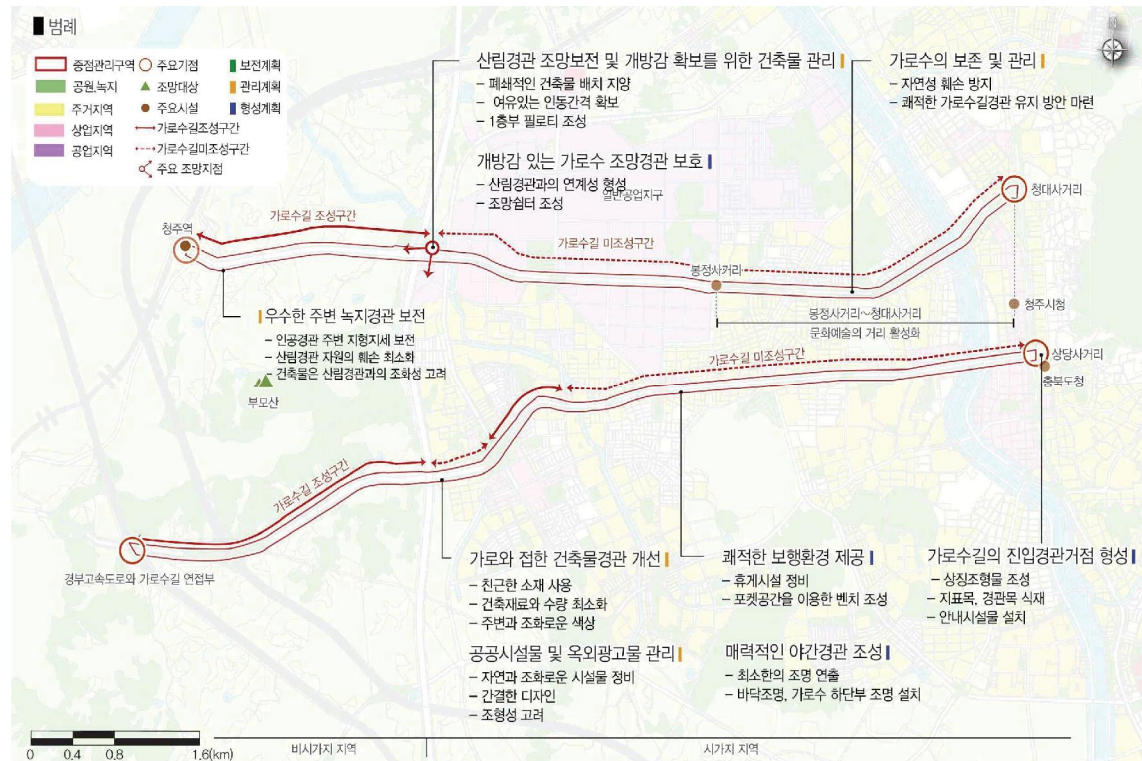 범례
중점관리구역
주요기점
보전계획
공원,녹지
조망대상
관리계획
주거지역
주요시설
형성계획
상업지역
가로수길조성구간
공업지역
가로수길미조성구간
주요 조망지점
산림경관 조망보전 및 개방감 확보를 위한 건축물 관리
– 폐쇄적인 건축물 배치 지양
– 여유있는 인동간격 확보
– 1층부 필로티 조성
가로수의 보존 및 관리
– 자연성 훼손 방지
– 쾌적한 가로수길경관 유지 방안 마련
개방감 있는 가로수 조망경관 보호
– 산림경관과의 연계성 형성
– 조망쉼터 조성
일반공업지구
청대사거리
청주역
가로수길 조성구간
가로수길 미조성구간
봉정사거리
청주시청
봉정사거리~청대사거리
문화예술의 거리 활성화
우수한 주변 녹지경관 보전
– 인공경관 주변 지형지세 보전
– 산림경관 자원의 훼손 최소화
– 건축물은 산림경관과의 조화성 고려
부모산
가로수길 미조성구간
상당사거리
충북도청
가로수길 조성구간
경부고속도로와 가로수길 연접부
가로와 접한 건축물경관 개선
– 친근한 소재 사용
– 건축재료와 수량 최소화
– 주변과 조화로운 색상
쾌적한 보행환경 제공
– 휴게시설 정비
– 포켓공간을 이용한 벤치 조성
가로수길의 진입경관거점 형성
– 상징조형물 조성
– 지표목, 경관목 식재
– 안내시설물 설치
공공시설물 및 옥외광고물 관리
– 자연과 조화로운 시설물 정비
– 간결한 디자인
– 조형성 고려
매력적인 야간경관 조성
– 최소한의 조명 연출
– 바닥조명, 가로수 하단부 조명 설치
0 0.4 0.8 1.6(km)
비시가지 지역
시가지 지역